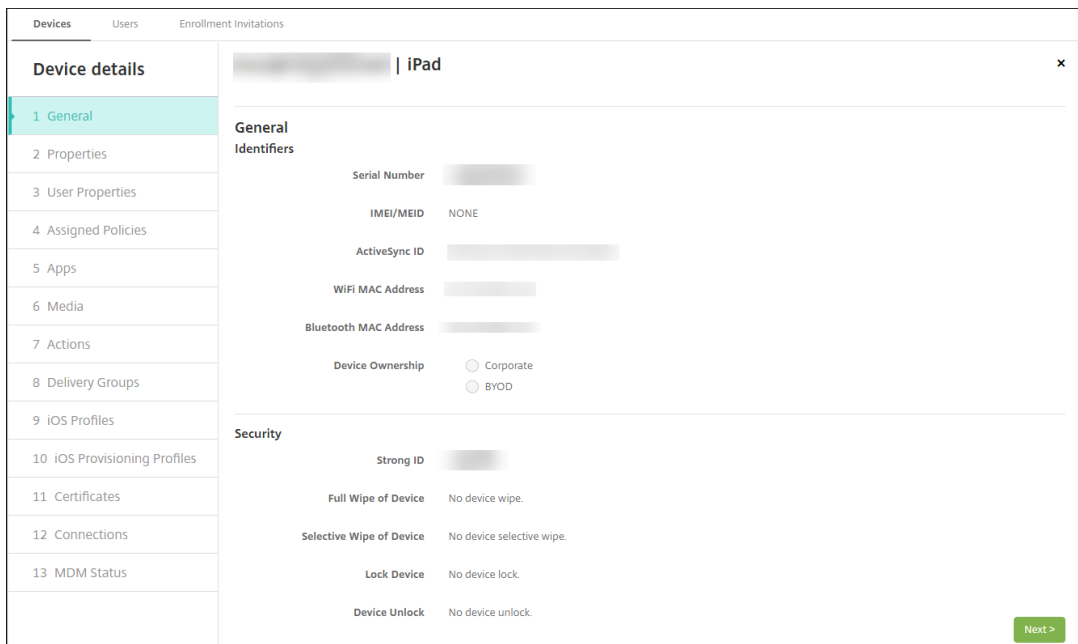 Devices Users Enrollment Invitations
Device details
1 General
2 Properties
3 User Properties
4 Assigned Policies
5 Apps
6 Media
7 Actions
8 Delivery Groups
9 iOS Profiles
10 iOS Provisioning Profiles
11 Certificates
12 Connections
13 MDM Status
| iPad
×
General
Identifiers
Serial Number
IMEI/MEID NONE
ActiveSync ID
WiFi MAC Address
Bluetooth MAC Address
Device Ownership Corporate
BYOD
Security
Strong ID
Full Wipe of Device No device wipe.
Selective Wipe of Device No device selective wipe.
Lock Device No device lock.
Device Unlock No device unlock.
Next >